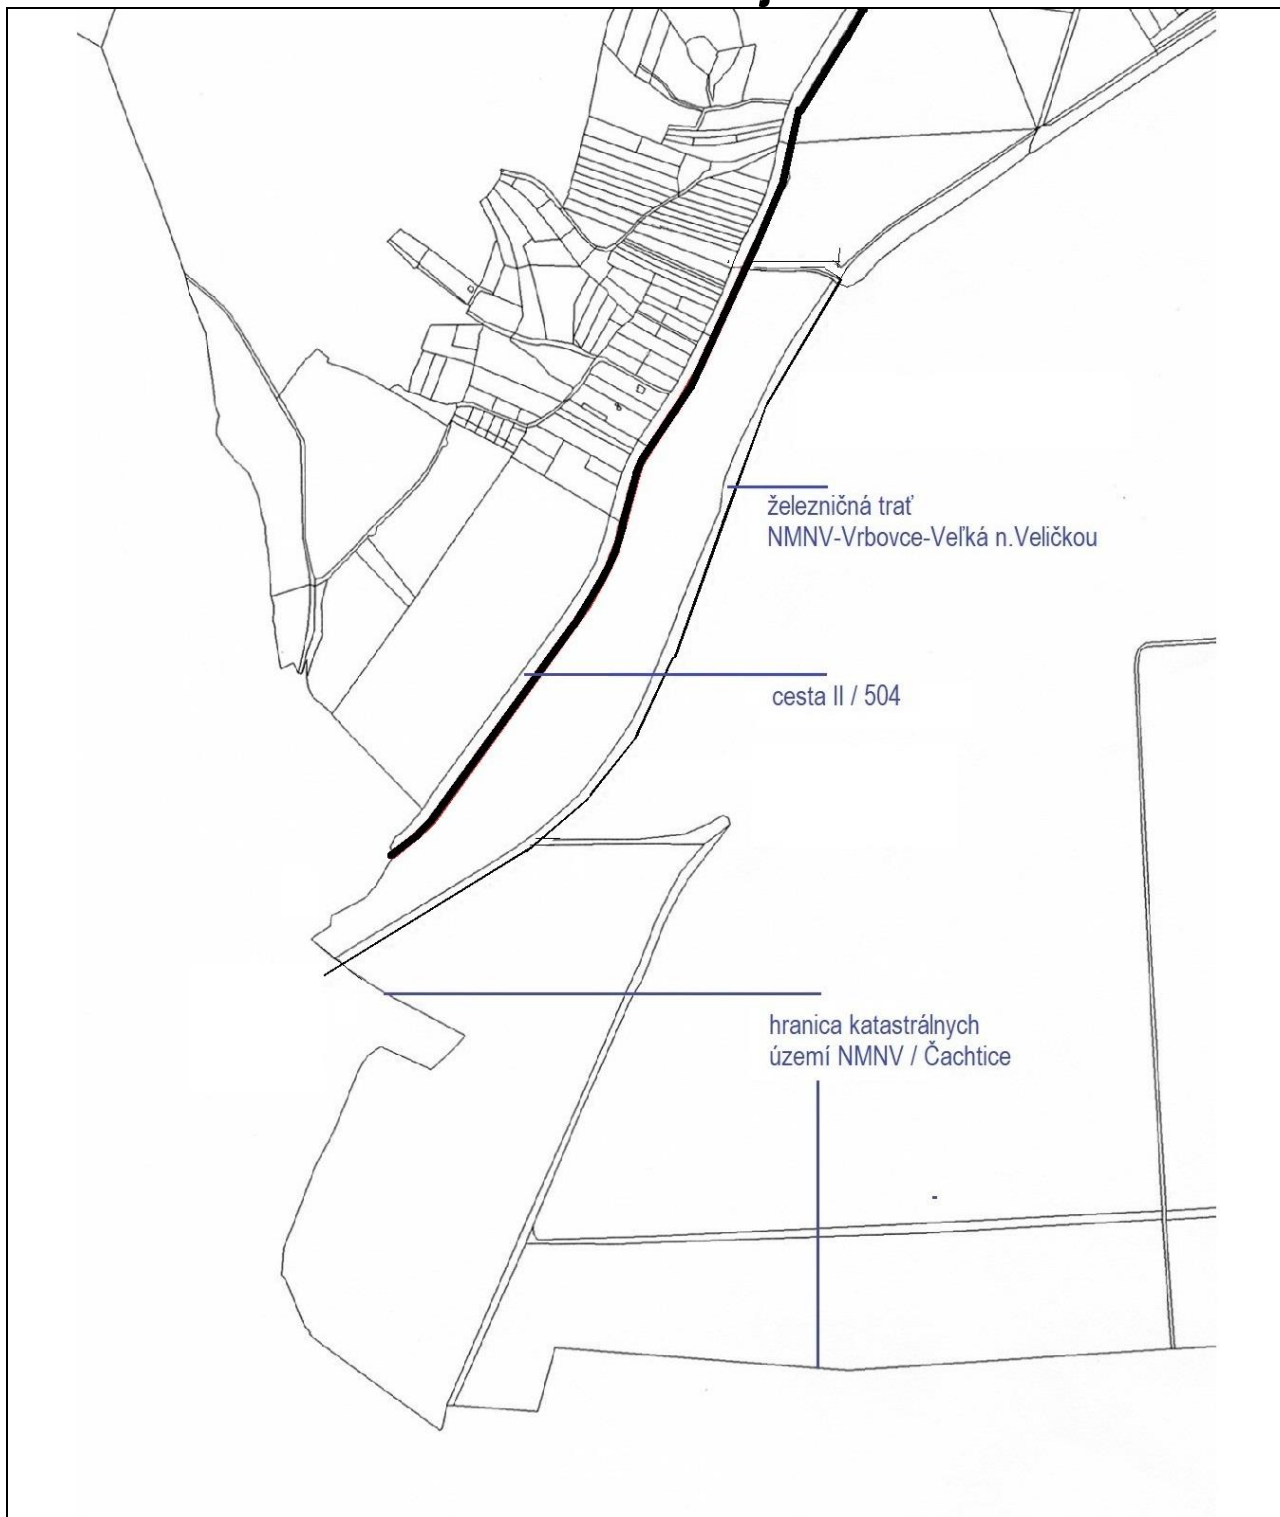 železničná trať
NMNV-Vrbovce-Veľká n.Veličkou
cesta II / 504
hranica katastrálnych
území NMNV / Čachtice